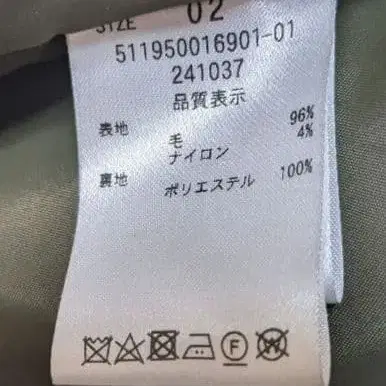 SIZE 02
511950016901-01
241037
品質表示
表地 毛 96%
ナイロン 4%
裏地 ポリエステル 100%
F W